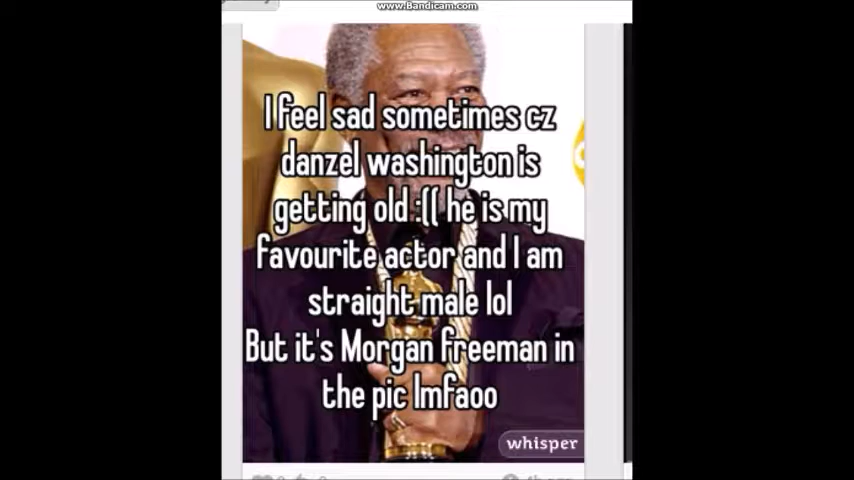 www.Bandicam.com
I feel sad sometimes cz
danzel washington is
getting old :(( he is my
favourite actor and I am
straight male lol
But it's Morgan freeman in
the pic lmfaoo
whisper